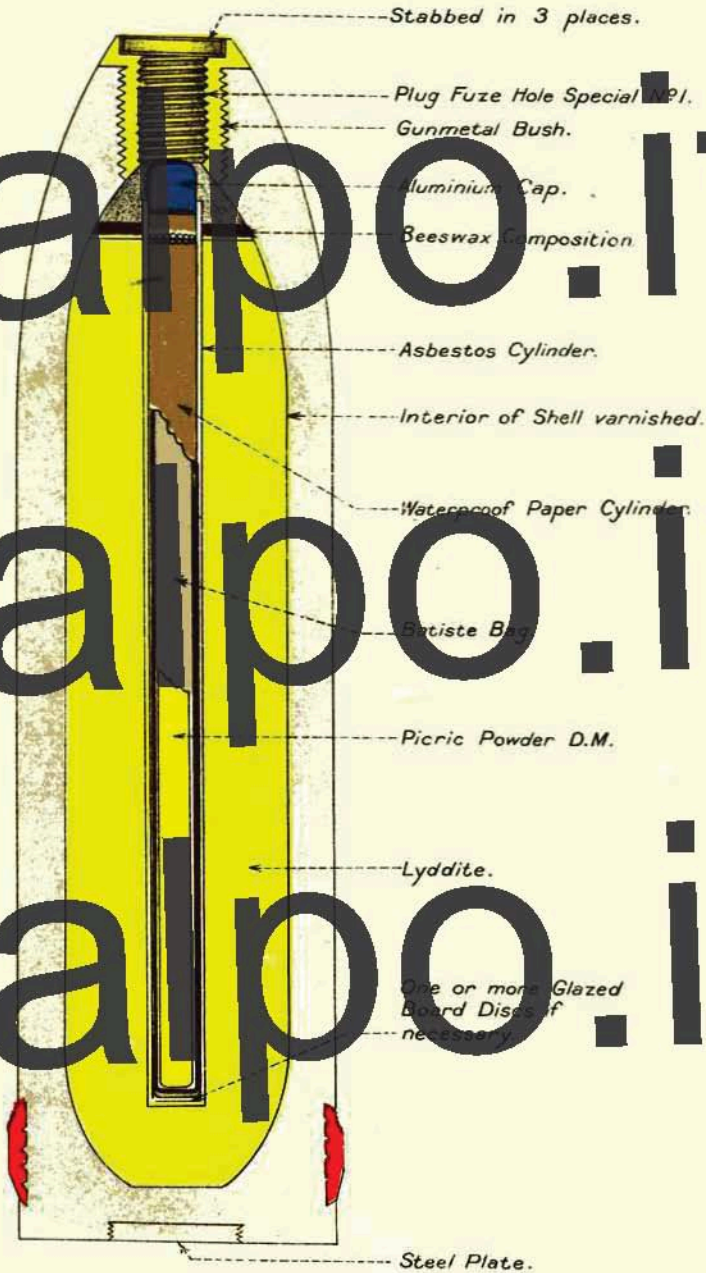 Stabbed in 3 places.
Plug Fuze Hole Special Nº1.
Gunmetal Bush.
Aluminium Cap.
Beeswax Composition
Asbestos Cylinder.
Interior of Shell varnished.
Waterproof Paper Cylinder.
Batiste Bag.
Picric Powder D.M.
Lyddite.
One or more Glazed
Board Discs if
necessary.
Steel Plate.
alpo.it
alpo.i
alpo.i